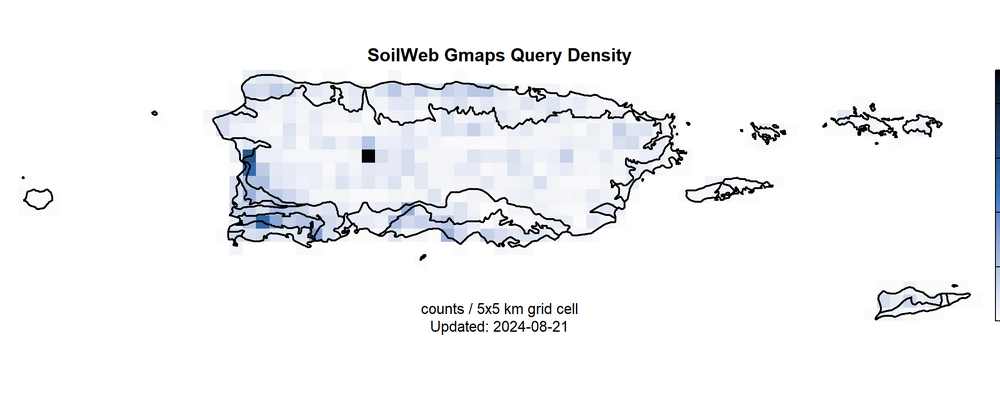 SoilWeb Gmaps Query Density
counts / 5x5 km grid cell
Updated: 2024-08-21